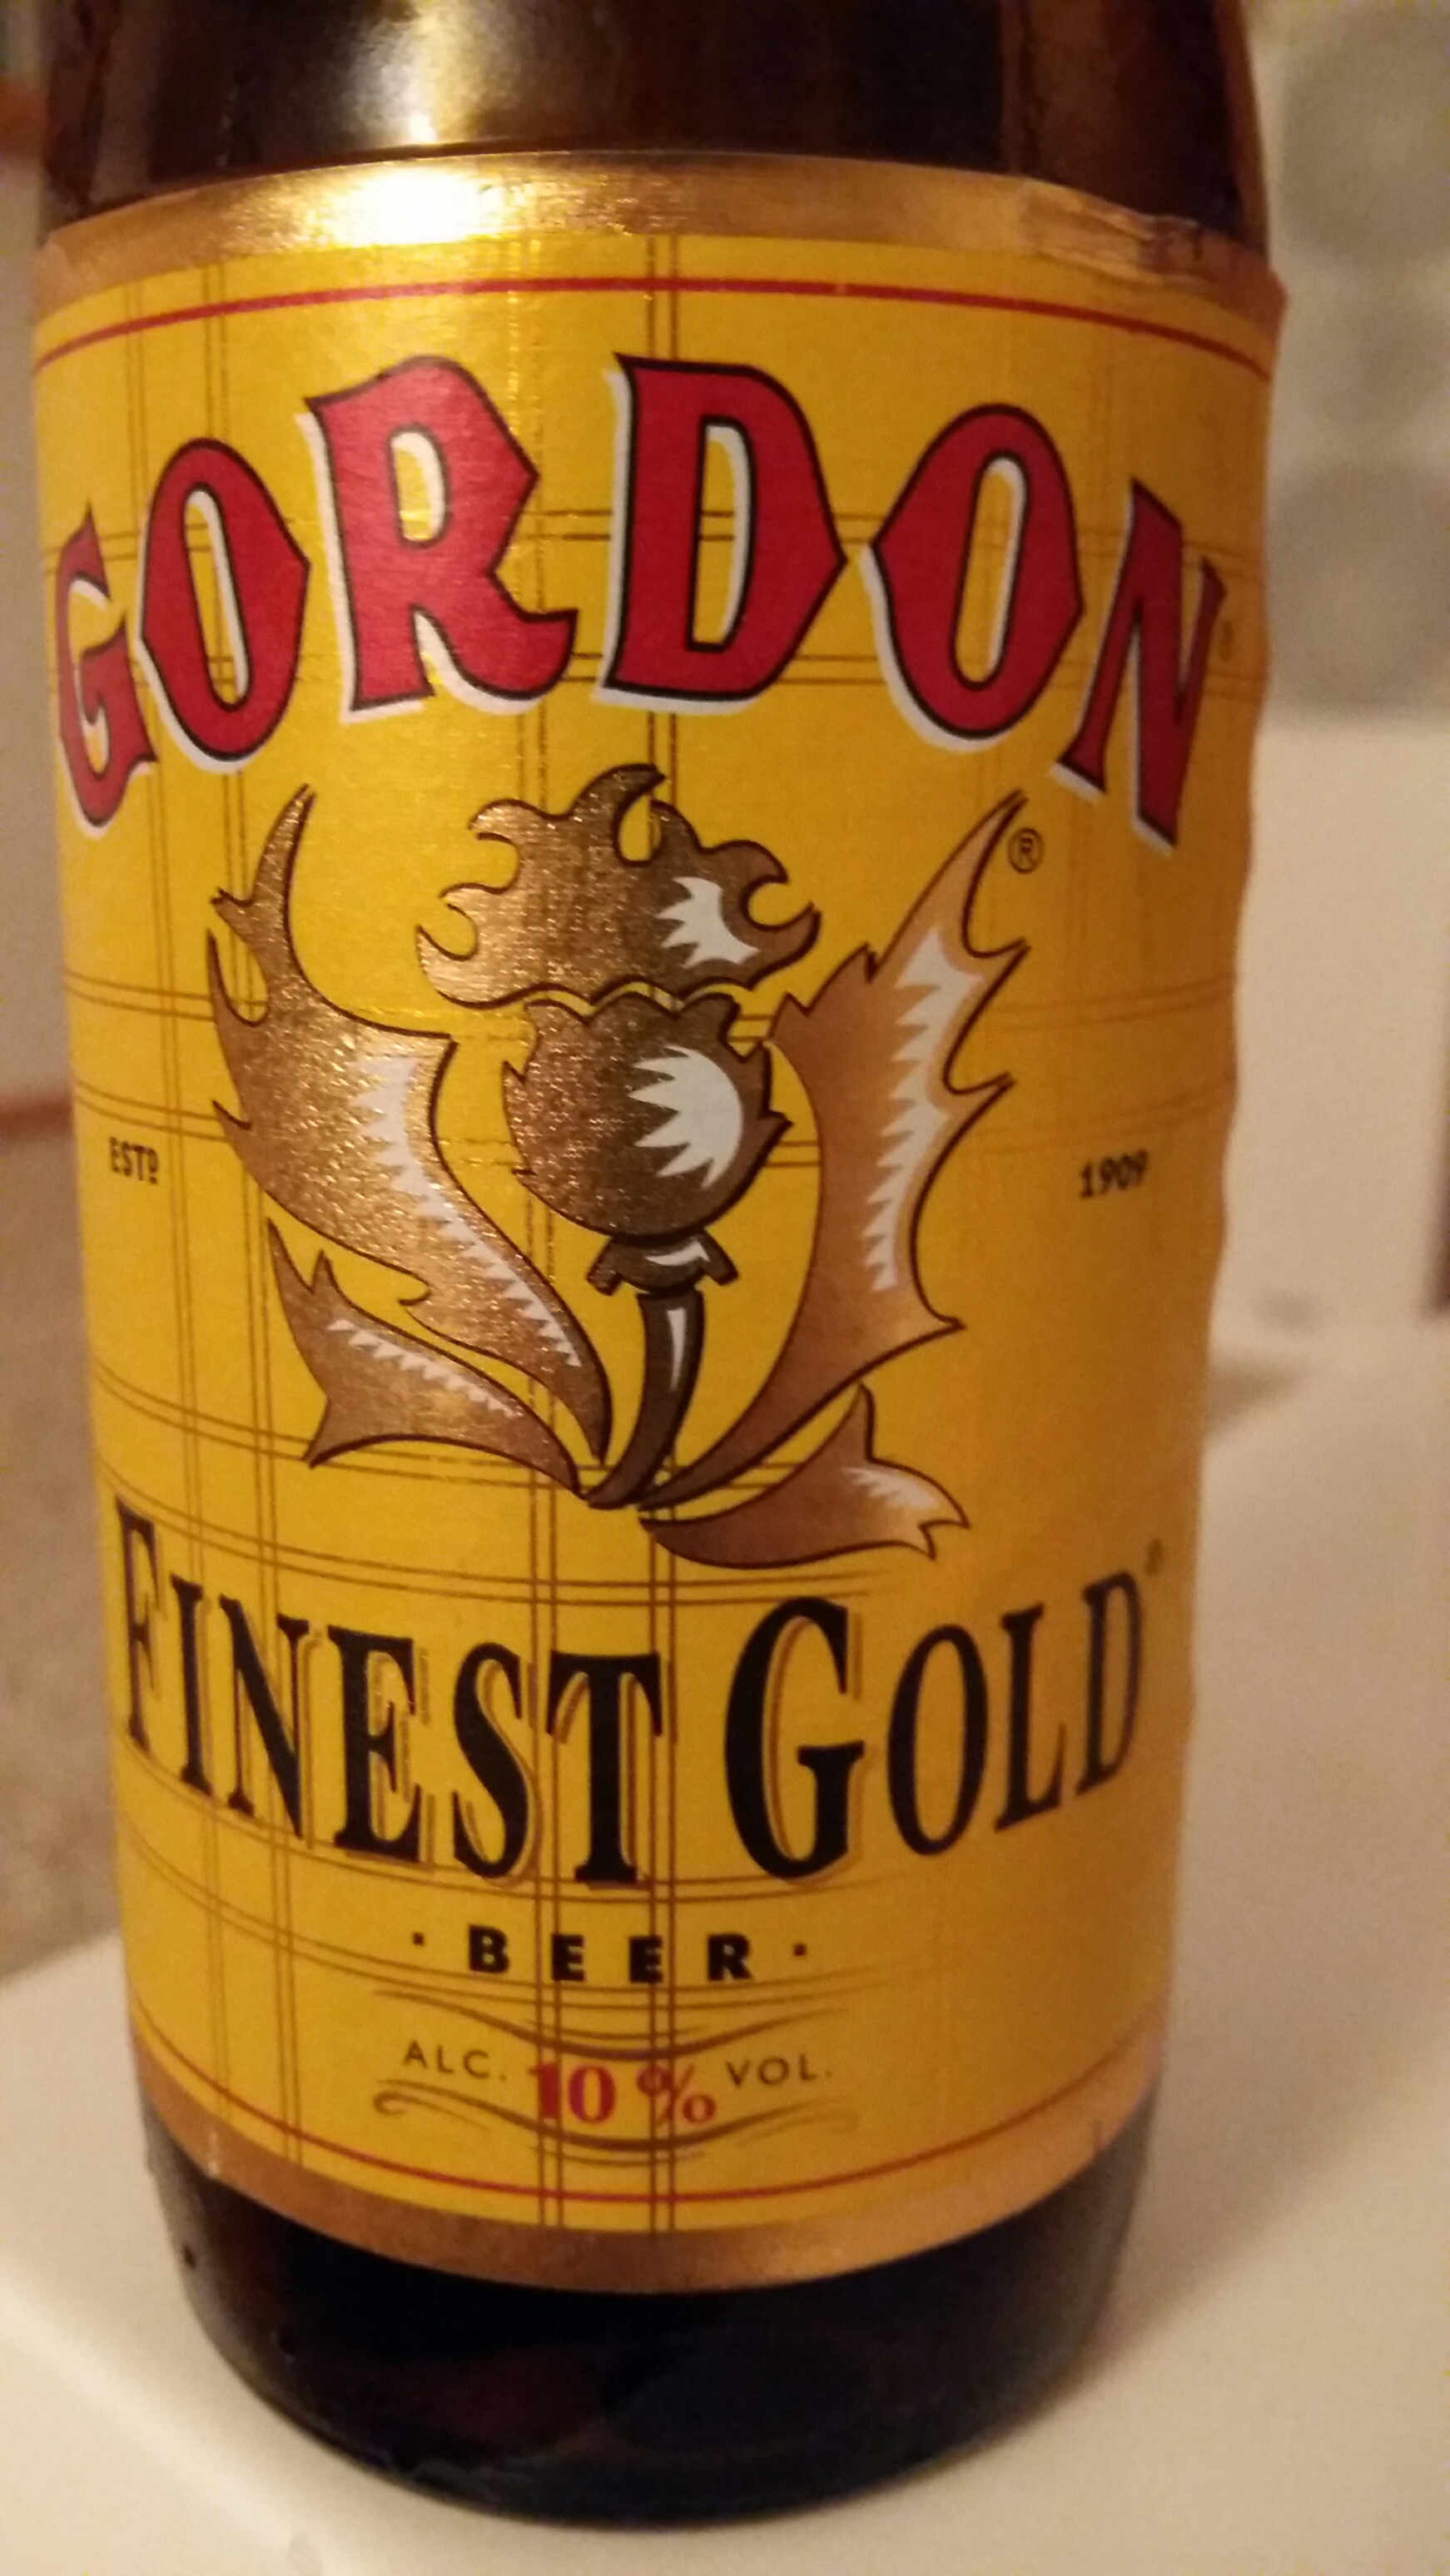 GORDON®
®
ESTD 1909
FINEST GOLD®
· BEER ·
ALC. 10 % VOL.